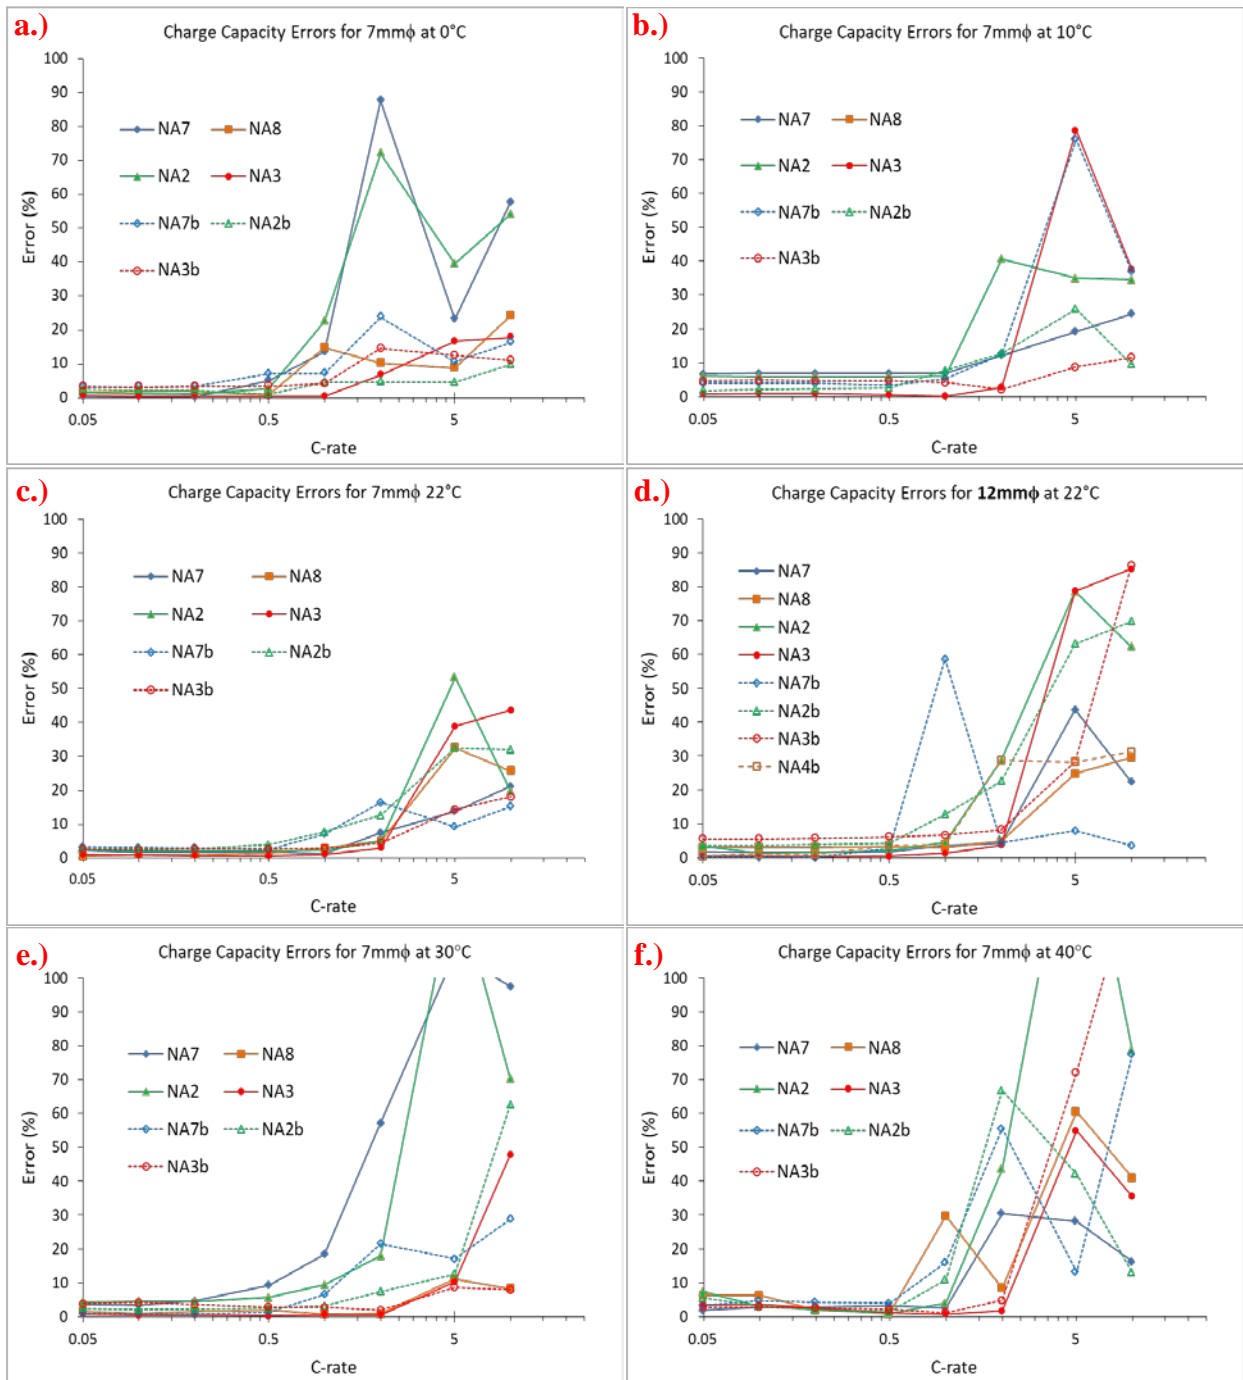 a.)
Charge Capacity Errors for 7mmϕ at 0°C
100
90
80
70
60
50
40
30
20
10
0
Error (%)
NA7 NA8
NA2 NA3
NA7b NA2b
NA3b
0.05 0.5 5
C-rate
b.)
Charge Capacity Errors for 7mmϕ at 10°C
100
90
80
70
60
50
40
30
20
10
0
Error (%)
NA7 NA8
NA2 NA3
NA7b NA2b
NA3b
0.05 0.5 5
C-rate
c.)
Charge Capacity Errors for 7mmϕ 22°C
100
90
80
70
60
50
40
30
20
10
0
Error (%)
NA7 NA8
NA2 NA3
NA7b NA2b
NA3b
0.05 0.5 5
C-rate
d.)
Charge Capacity Errors for 12mmϕ at 22°C
100
90
80
70
60
50
40
30
20
10
0
Error (%)
NA7
NA8
NA2
NA3
NA7b
NA2b
NA3b
NA4b
0.05 0.5 5
C-rate
e.)
Charge Capacity Errors for 7mmϕ at 30°C
100
90
80
70
60
50
40
30
20
10
0
Error (%)
NA7 NA8
NA2 NA3
NA7b NA2b
NA3b
0.05 0.5 5
C-rate
f.)
Charge Capacity Errors for 7mmϕ at 40°C
100
90
80
70
60
50
40
30
20
10
0
Error (%)
NA7 NA8
NA2 NA3
NA7b NA2b
NA3b
0.05 0.5 5
C-rate